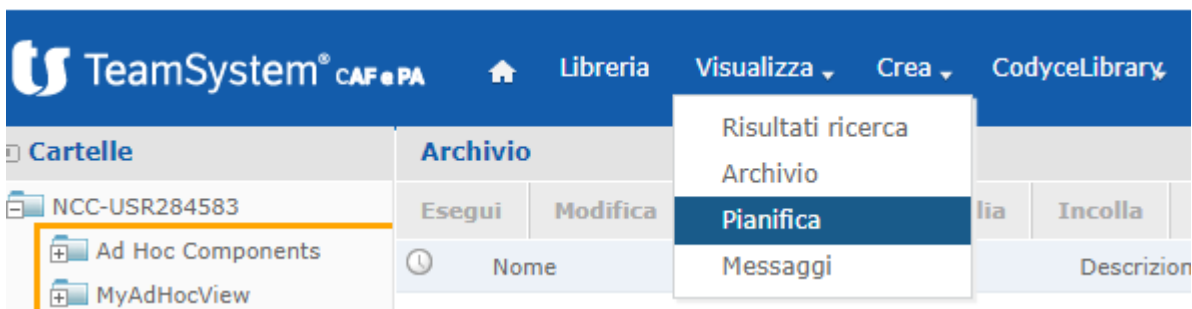 TeamSystem® CAF e PA Libreria Visualizza Crea CodyceLibrary
Cartelle
Archivio
Risultati ricerca
Archivio
Pianifica
Messaggi
NCC-USR284583
Ad Hoc Components
MyAdHocView
Esegui Modifica lia Incolla
Nome Descrizion